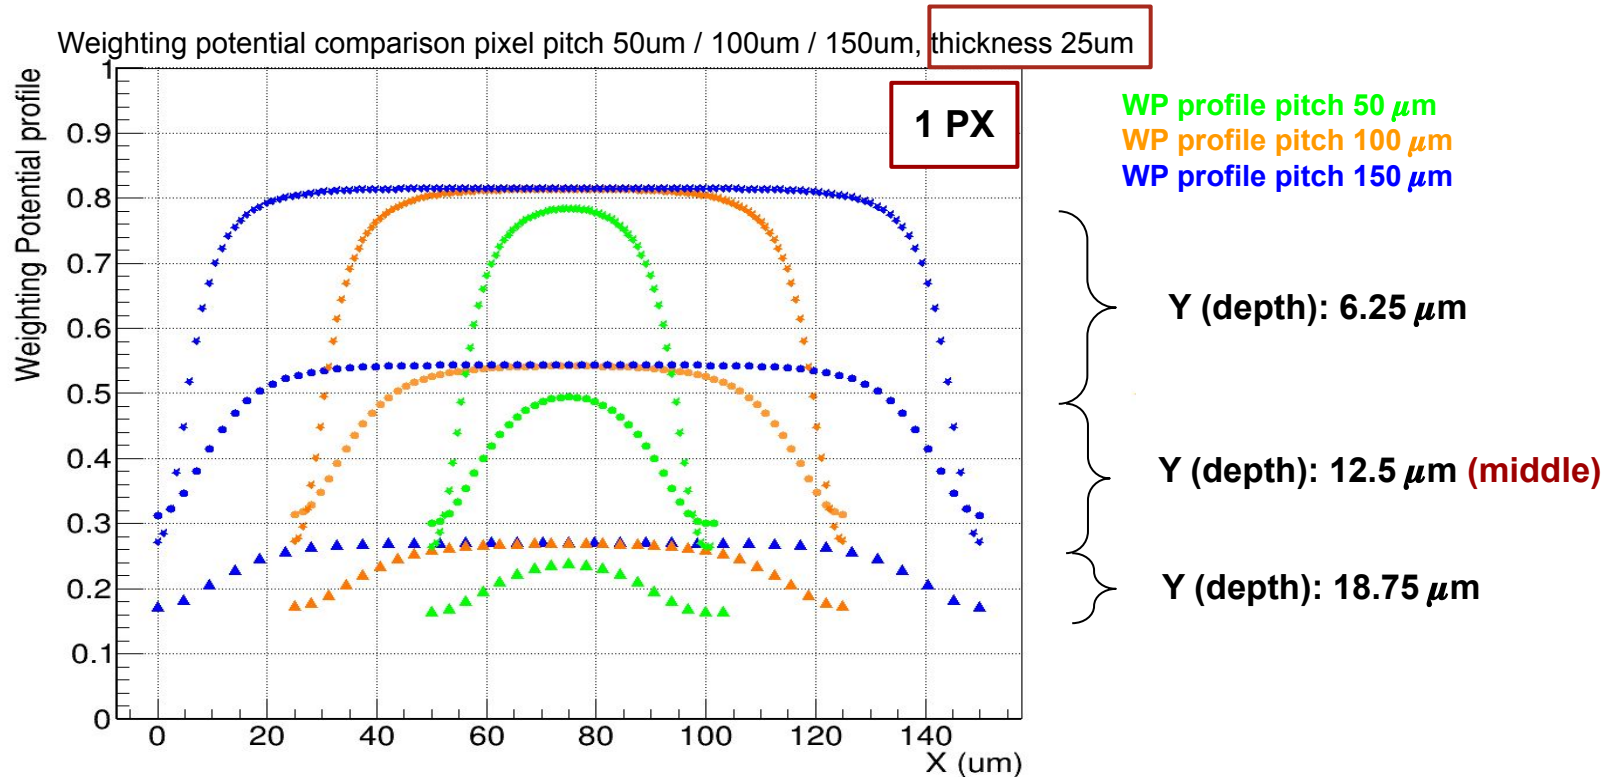 Weighting potential comparison pixel pitch 50um / 100um / 150um, thickness 25um
1 PX
WP profile pitch 50 μm
WP profile pitch 100 μm
WP profile pitch 150 μm
Y (depth): 6.25 μm
Y (depth): 12.5 μm (middle)
Y (depth): 18.75 μm
Weighting Potential profile
1
0.9
0.8
0.7
0.6
0.5
0.4
0.3
0.2
0.1
0
0 20 40 60 80 100 120 140
X (um)